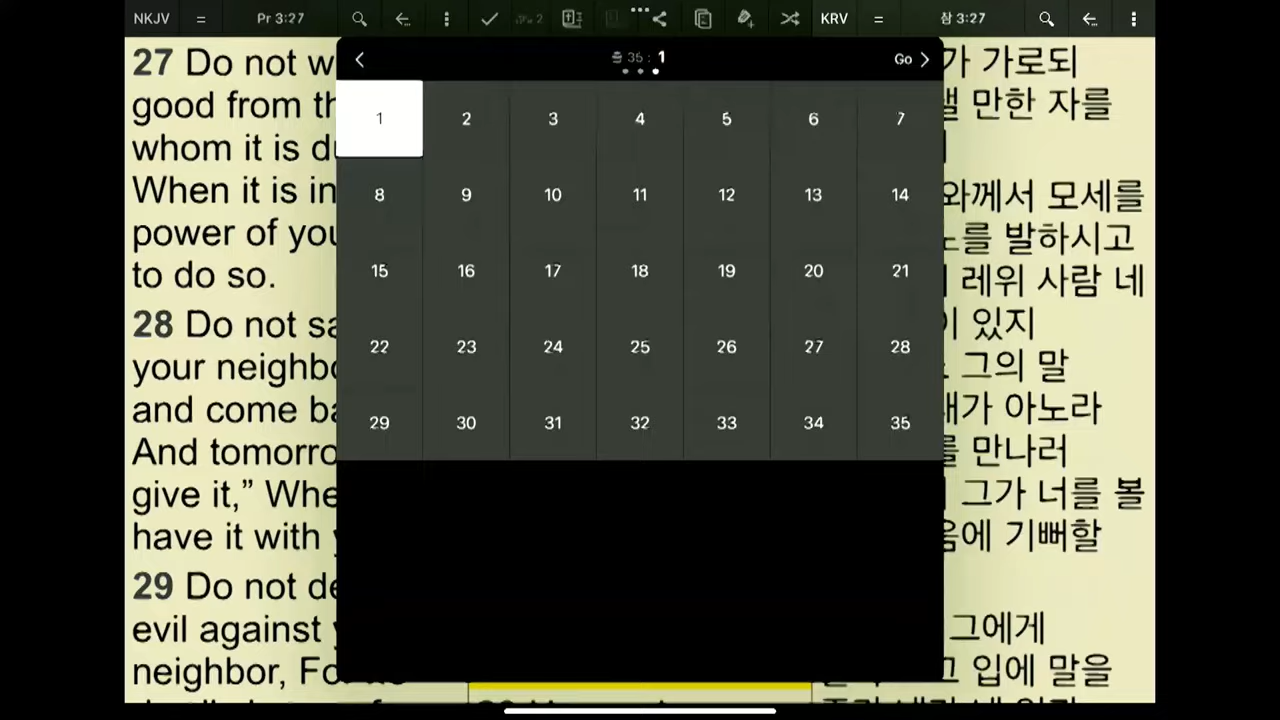 NKJV = Pr 3:27 KRV = 잠 3:27
출 35 : 1
Go
1 2 3 4 5 6 7
8 9 10 11 12 13 14
15 16 17 18 19 20 21
22 23 24 25 26 27 28
29 30 31 32 33 34 35
27 Do not w
good from th
whom it is d
When it is in
power of you
to do so.
28 Do not sa
your neighbo
and come ba
And tomorro
give it,” Whe
have it with
29 Do not de
evil against
neighbor, Fo
가 가로되
만한 자를
와께서 모세를
를 발하시고
레위 사람 네
있지
그의 말
내가 아노라
를 만나러
그가 너를 볼
음에 기뻐할
그에게
입에 말을